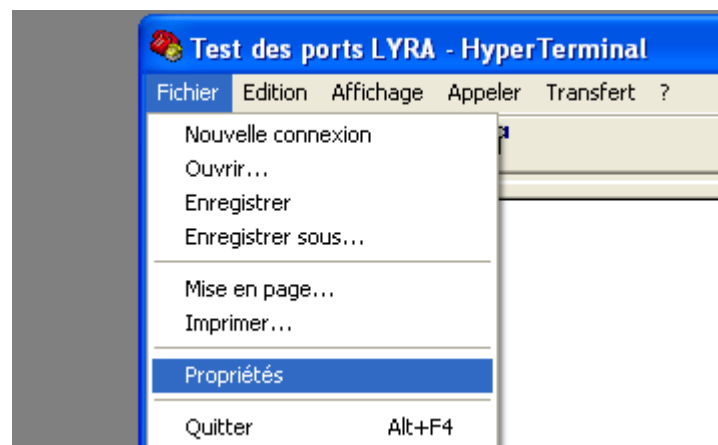 Test des ports LYRA - HyperTerminal
Fichier Edition Affichage Appeler Transfert ?
Nouvelle connexion
Ouvrir...
Enregistrer
Enregistrer sous...
Mise en page...
Imprimer...
Propriétés
Quitter Alt+F4